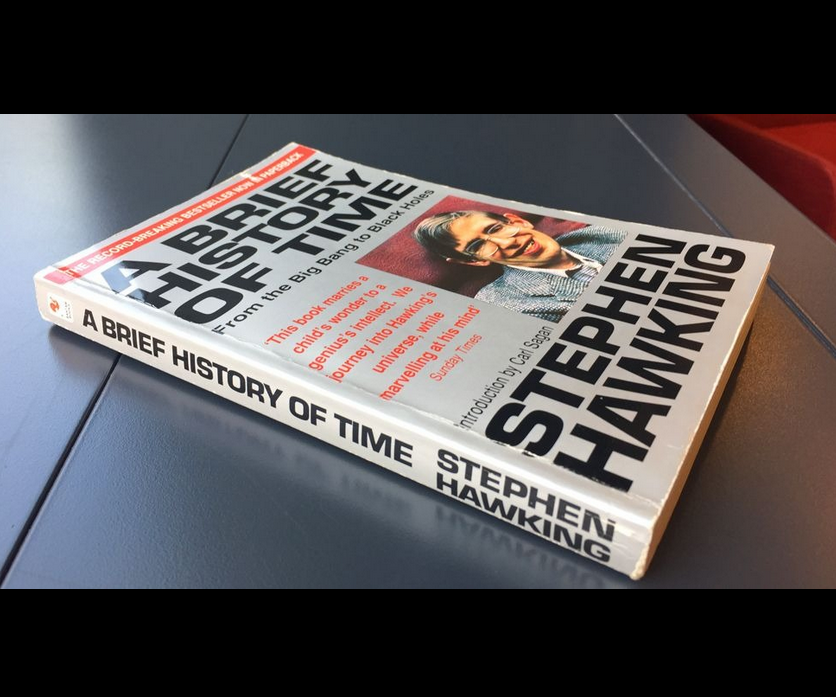 THE RECORD-BREAKING BESTSELLER NOW IN PAPERBACK
A BRIEF
HISTORY
OF TIME
From the Big Bang to Black Holes
"This book marries a
child's wonder to a
genius's intellect. We
journey into Hawking's
universe, while
marvelling at his mind'
Sunday Times
Introduction by Carl Sagan
STEPHEN
HAWKING
A BRIEF HISTORY OF TIME
STEPHEN
HAWKING